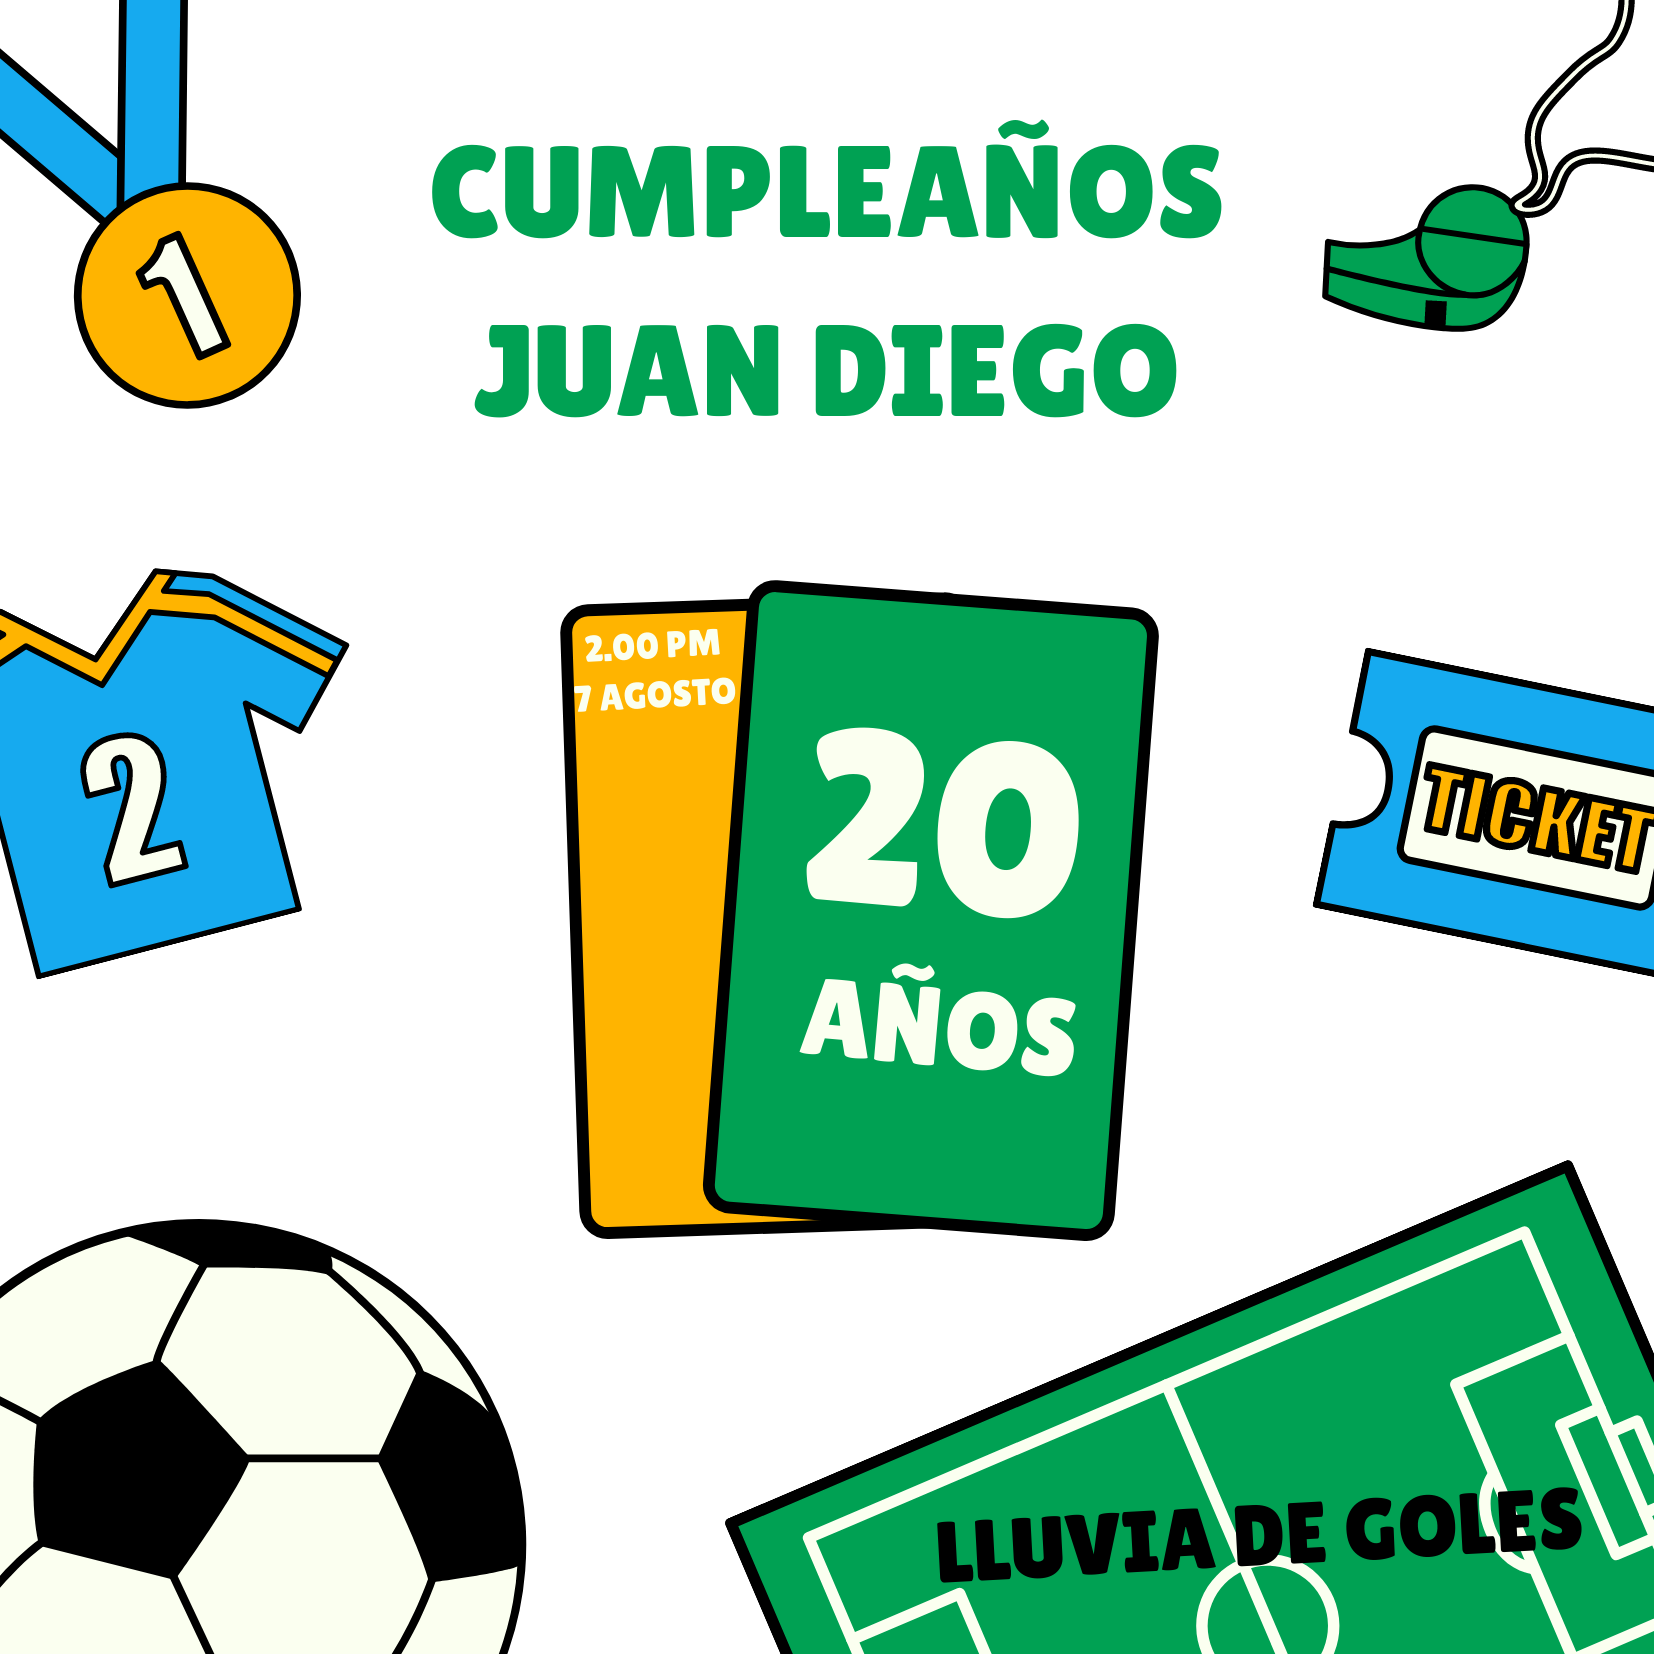 1
CUMPLEAÑOS
JUAN DIEGO
2
2.00 PM
7 AGOSTO
20
AÑOS
TICKET
LLUVIA DE GOLES